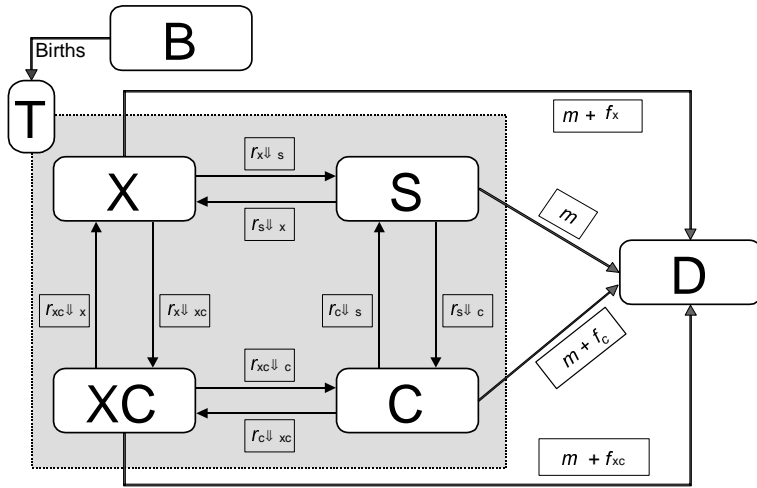 B
Births
T
m + fx
rx⇓ s
X
S
rs⇓ x
m
D
rxc⇓ x
rx⇓ xc
rc⇓ s
rs⇓ c
m + fc
rxc⇓ c
XC
C
rc⇓ xc
m + fxc